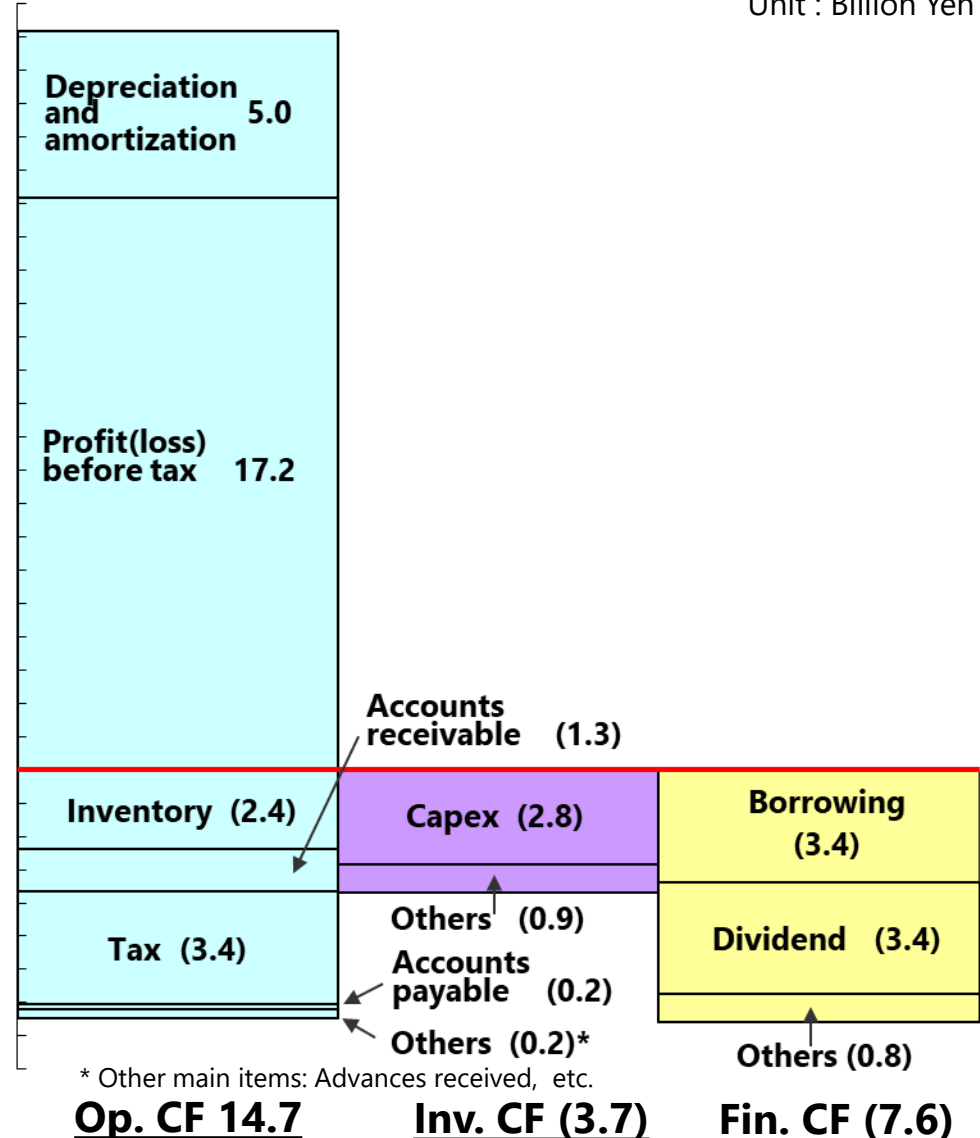 Unit : Billion Yen
Depreciation
and
amortization
5.0
Profit(loss)
before tax 17.2
Accounts
receivable (1.3)
Inventory (2.4)
Capex (2.8)
Borrowing
(3.4)
Others (0.9)
Tax (3.4)
Dividend (3.4)
Accounts
payable (0.2)
Others (0.2)*
Others (0.8)
* Other main items: Advances received, etc.
Op. CF 14.7
Inv. CF (3.7)
Fin. CF (7.6)